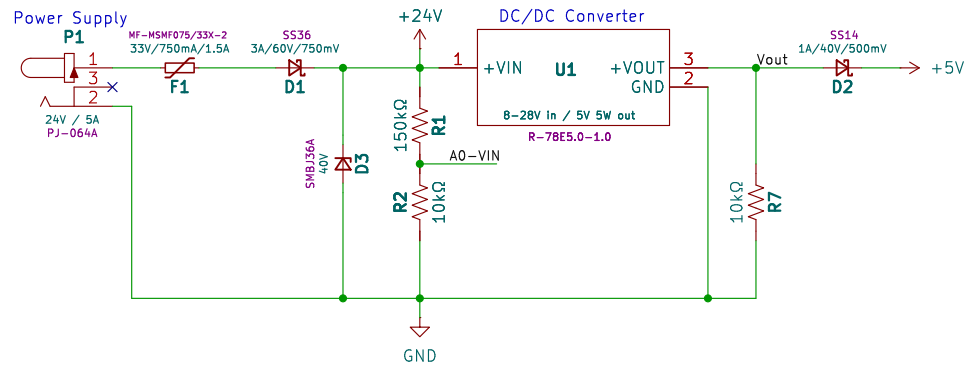 Power Supply
P1
1
3
2
24V / 5A
PJ-064A
MF-MSMF075/33X-2
33V/750mA/1.5A
F1
SS36
3A/60V/750mV
D1
SMBJ36A
40V
D3
+24V
150kΩ
R1
A0-VIN
R2
10kΩ
GND
DC/DC Converter
1
+VIN
U1
+VOUT
3
GND
2
8-28V in / 5V 5W out
R-78E5.0-1.0
Vout
10kΩ
R7
SS14
1A/40V/500mV
D2
+5V